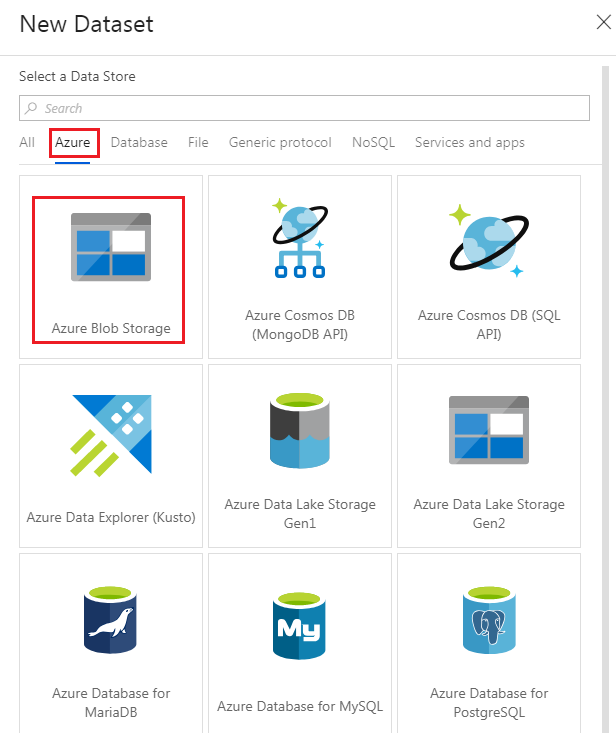 New Dataset
Select a Data Store
Search
All Azure Database File Generic protocol NoSQL Services and apps
Azure Blob Storage
Azure Cosmos DB
(MongoDB API)
Azure Cosmos DB (SQL
API)
Azure Data Explorer (Kusto)
Azure Data Lake Storage
Gen1
Azure Data Lake Storage
Gen2
Azure Database for
MariaDB
My
Azure Database for MySQL
Azure Database for
PostgreSQL